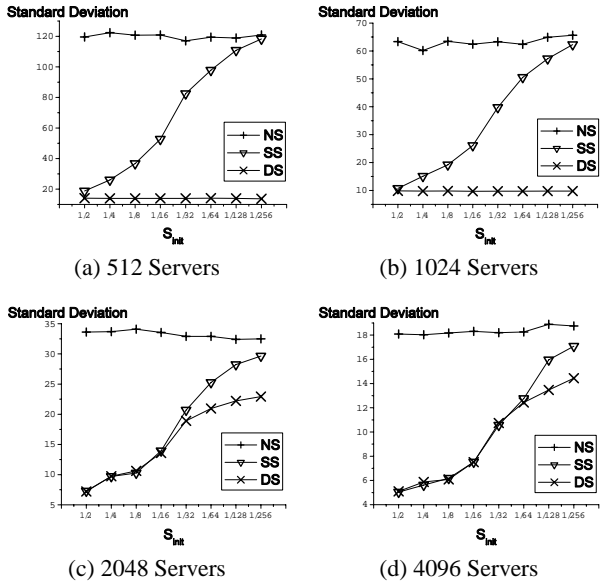 Standard Deviation
120
100
80
60
40
20
NS
SS
DS
1/2 1/4 1/8 1/16 1/32 1/64 1/128 1/256
S_init
(a) 512 Servers
Standard Deviation
70
60
50
40
30
20
10
NS
SS
DS
1/2 1/4 1/8 1/16 1/32 1/64 1/128 1/256
S_init
(b) 1024 Servers
Standard Deviation
35
30
25
20
15
10
5
NS
SS
DS
1/2 1/4 1/8 1/16 1/32 1/64 1/128 1/256
S_init
(c) 2048 Servers
Standard Deviation
18
16
14
12
10
8
6
4
NS
SS
DS
1/2 1/4 1/8 1/16 1/32 1/64 1/128 1/256
S_init
(d) 4096 Servers